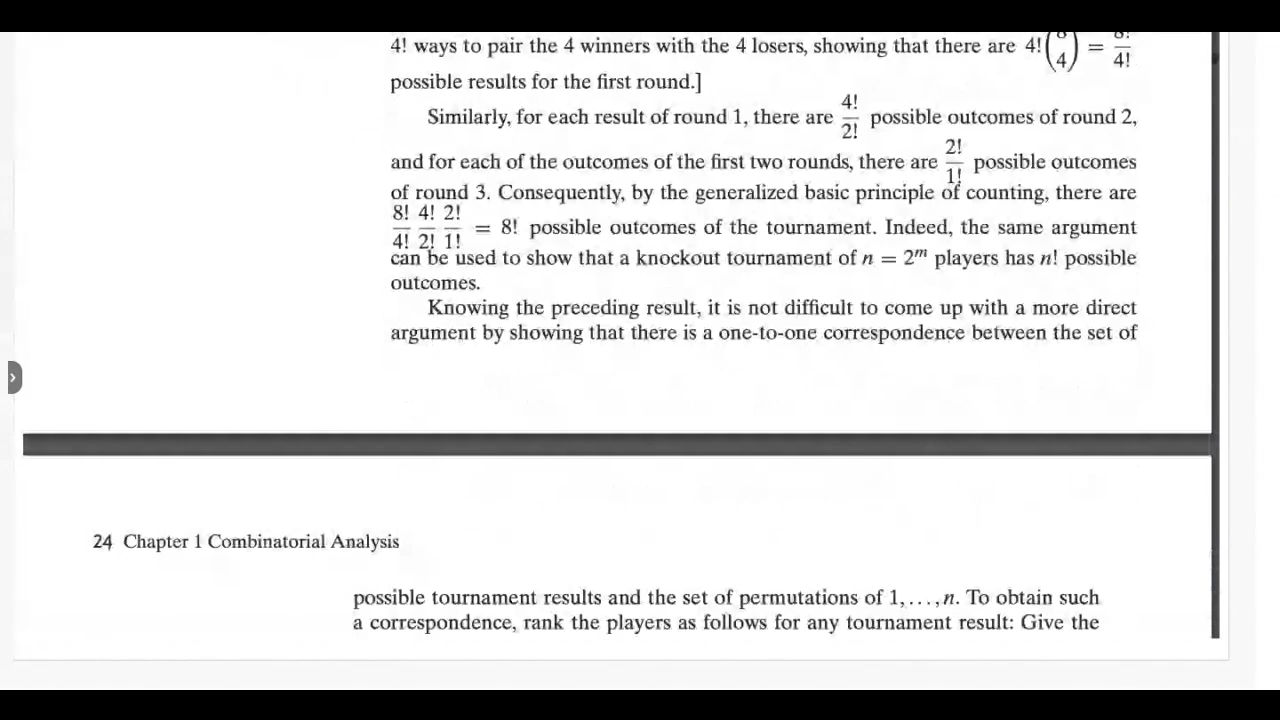 4! ways to pair the 4 winners with the 4 losers, showing that there are 4!(8 4) = 8!/4!
possible results for the first round.]
Similarly, for each result of round 1, there are 4!/2! possible outcomes of round 2,
and for each of the outcomes of the first two rounds, there are 2!/1! possible outcomes
of round 3. Consequently, by the generalized basic principle of counting, there are
8!/4! 4!/2! 2!/1! = 8! possible outcomes of the tournament. Indeed, the same argument
can be used to show that a knockout tournament of n = 2^m players has n! possible
outcomes.
Knowing the preceding result, it is not difficult to come up with a more direct
argument by showing that there is a one-to-one correspondence between the set of
24 Chapter 1 Combinatorial Analysis
possible tournament results and the set of permutations of 1,...,n. To obtain such
a correspondence, rank the players as follows for any tournament result: Give the